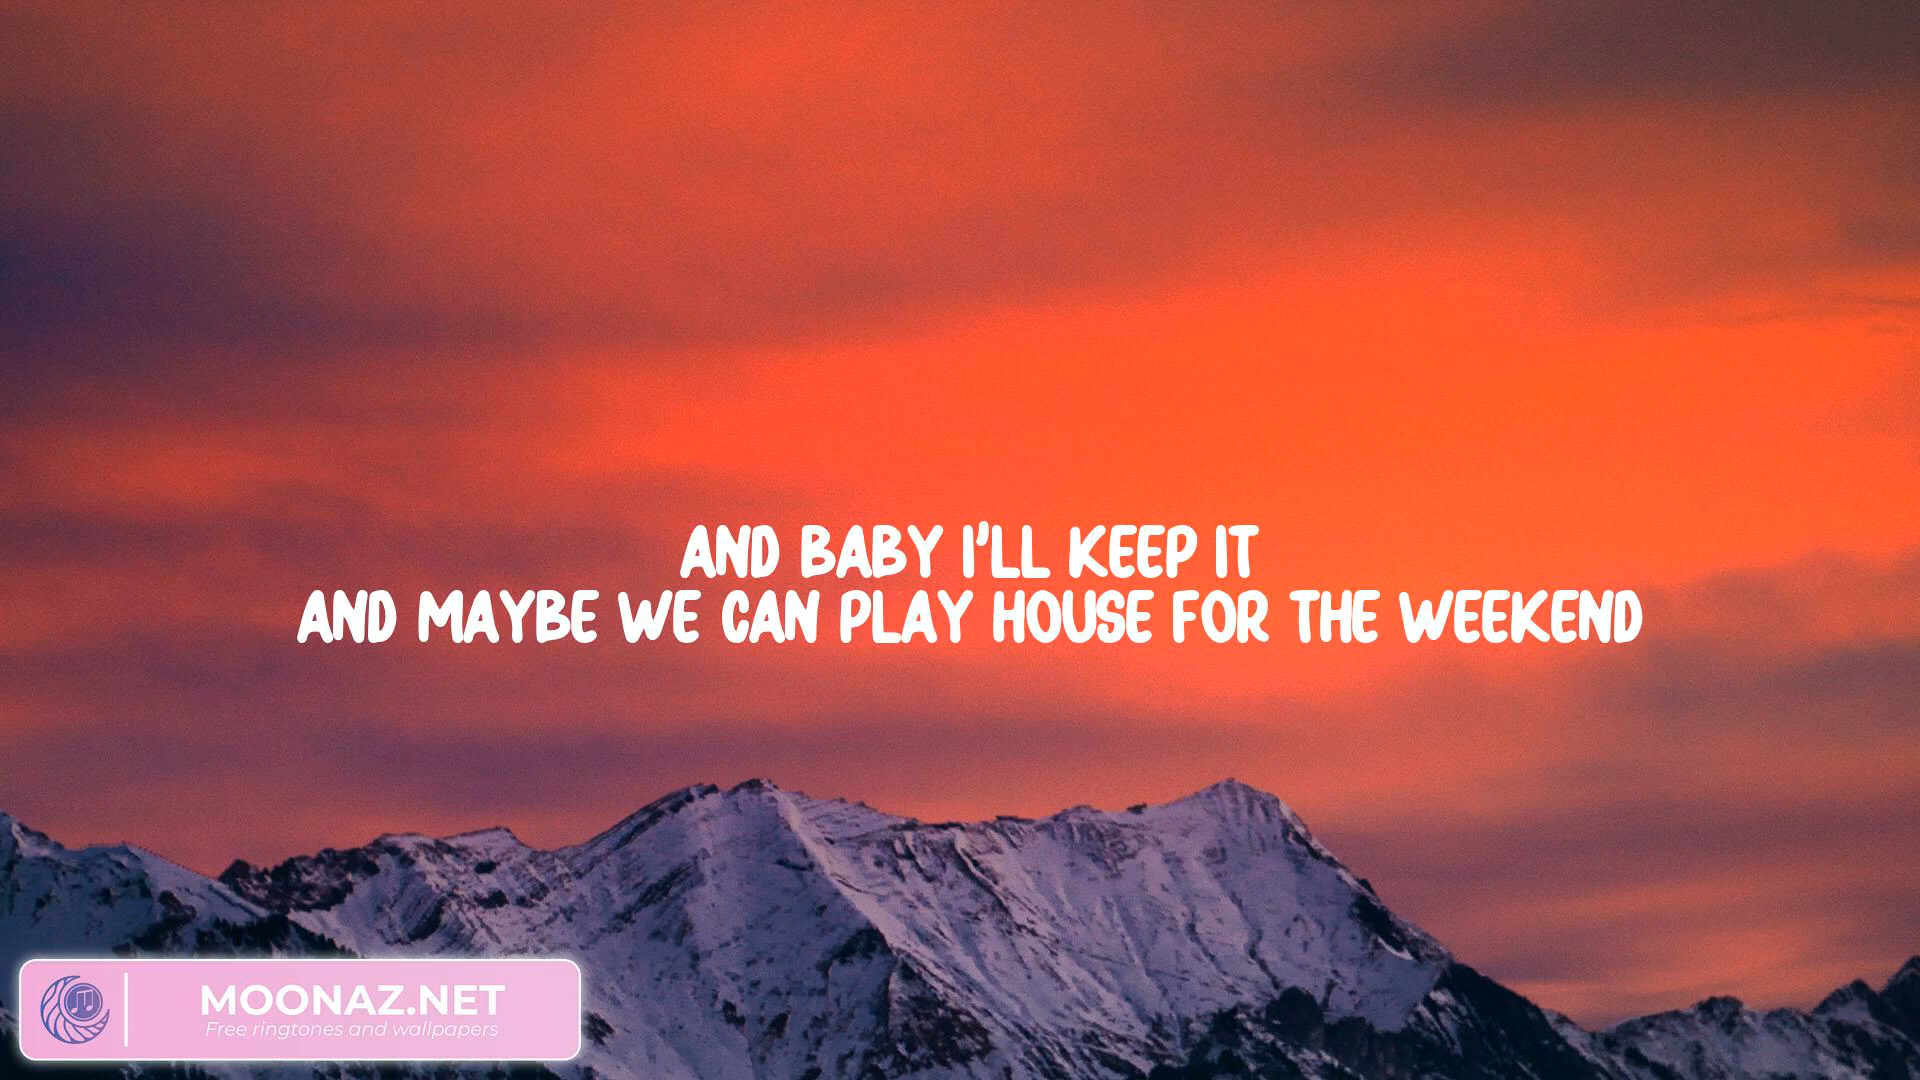 AND BABY I'LL KEEP IT
AND MAYBE WE CAN PLAY HOUSE FOR THE WEEKEND
MOONAZ.NET
Free ringtones and wallpapers